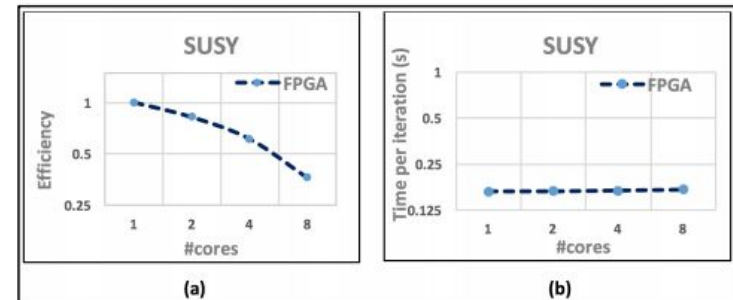 SUSY
FPGA
Efficiency
1
0.5
0.25
1 2 4 8
#cores
(a)
SUSY
FPGA
Time per iteration (s)
1
0.5
0.25
0.125
1 2 4 8
#cores
(b)